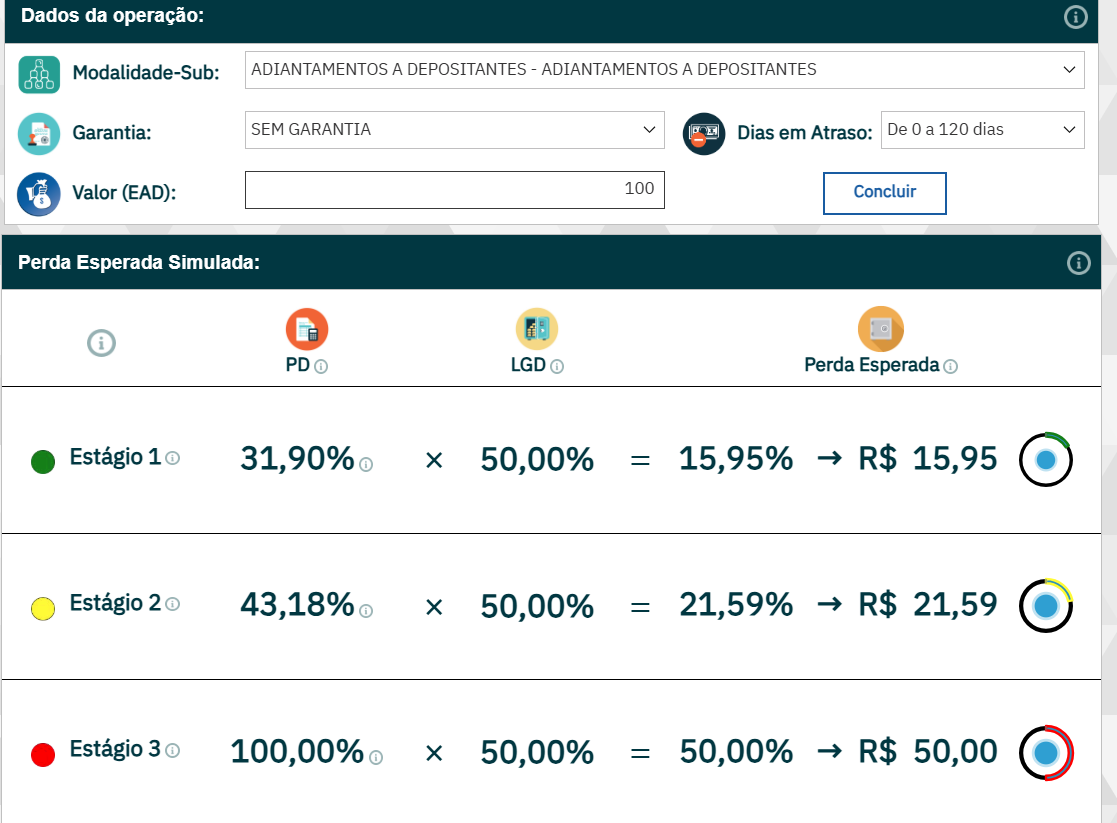 Dados da operação:
Modalidade-Sub: ADIANTAMENTOS A DEPOSITANTES - ADIANTAMENTOS A DEPOSITANTES
Garantia: SEM GARANTIA Dias em Atraso: De 0 a 120 dias
Valor (EAD): 100 Concluir
Perda Esperada Simulada:
PD LGD Perda Esperada
Estágio 1 31,90% × 50,00% = 15,95% → R$ 15,95
Estágio 2 43,18% × 50,00% = 21,59% → R$ 21,59
Estágio 3 100,00% × 50,00% = 50,00% → R$ 50,00